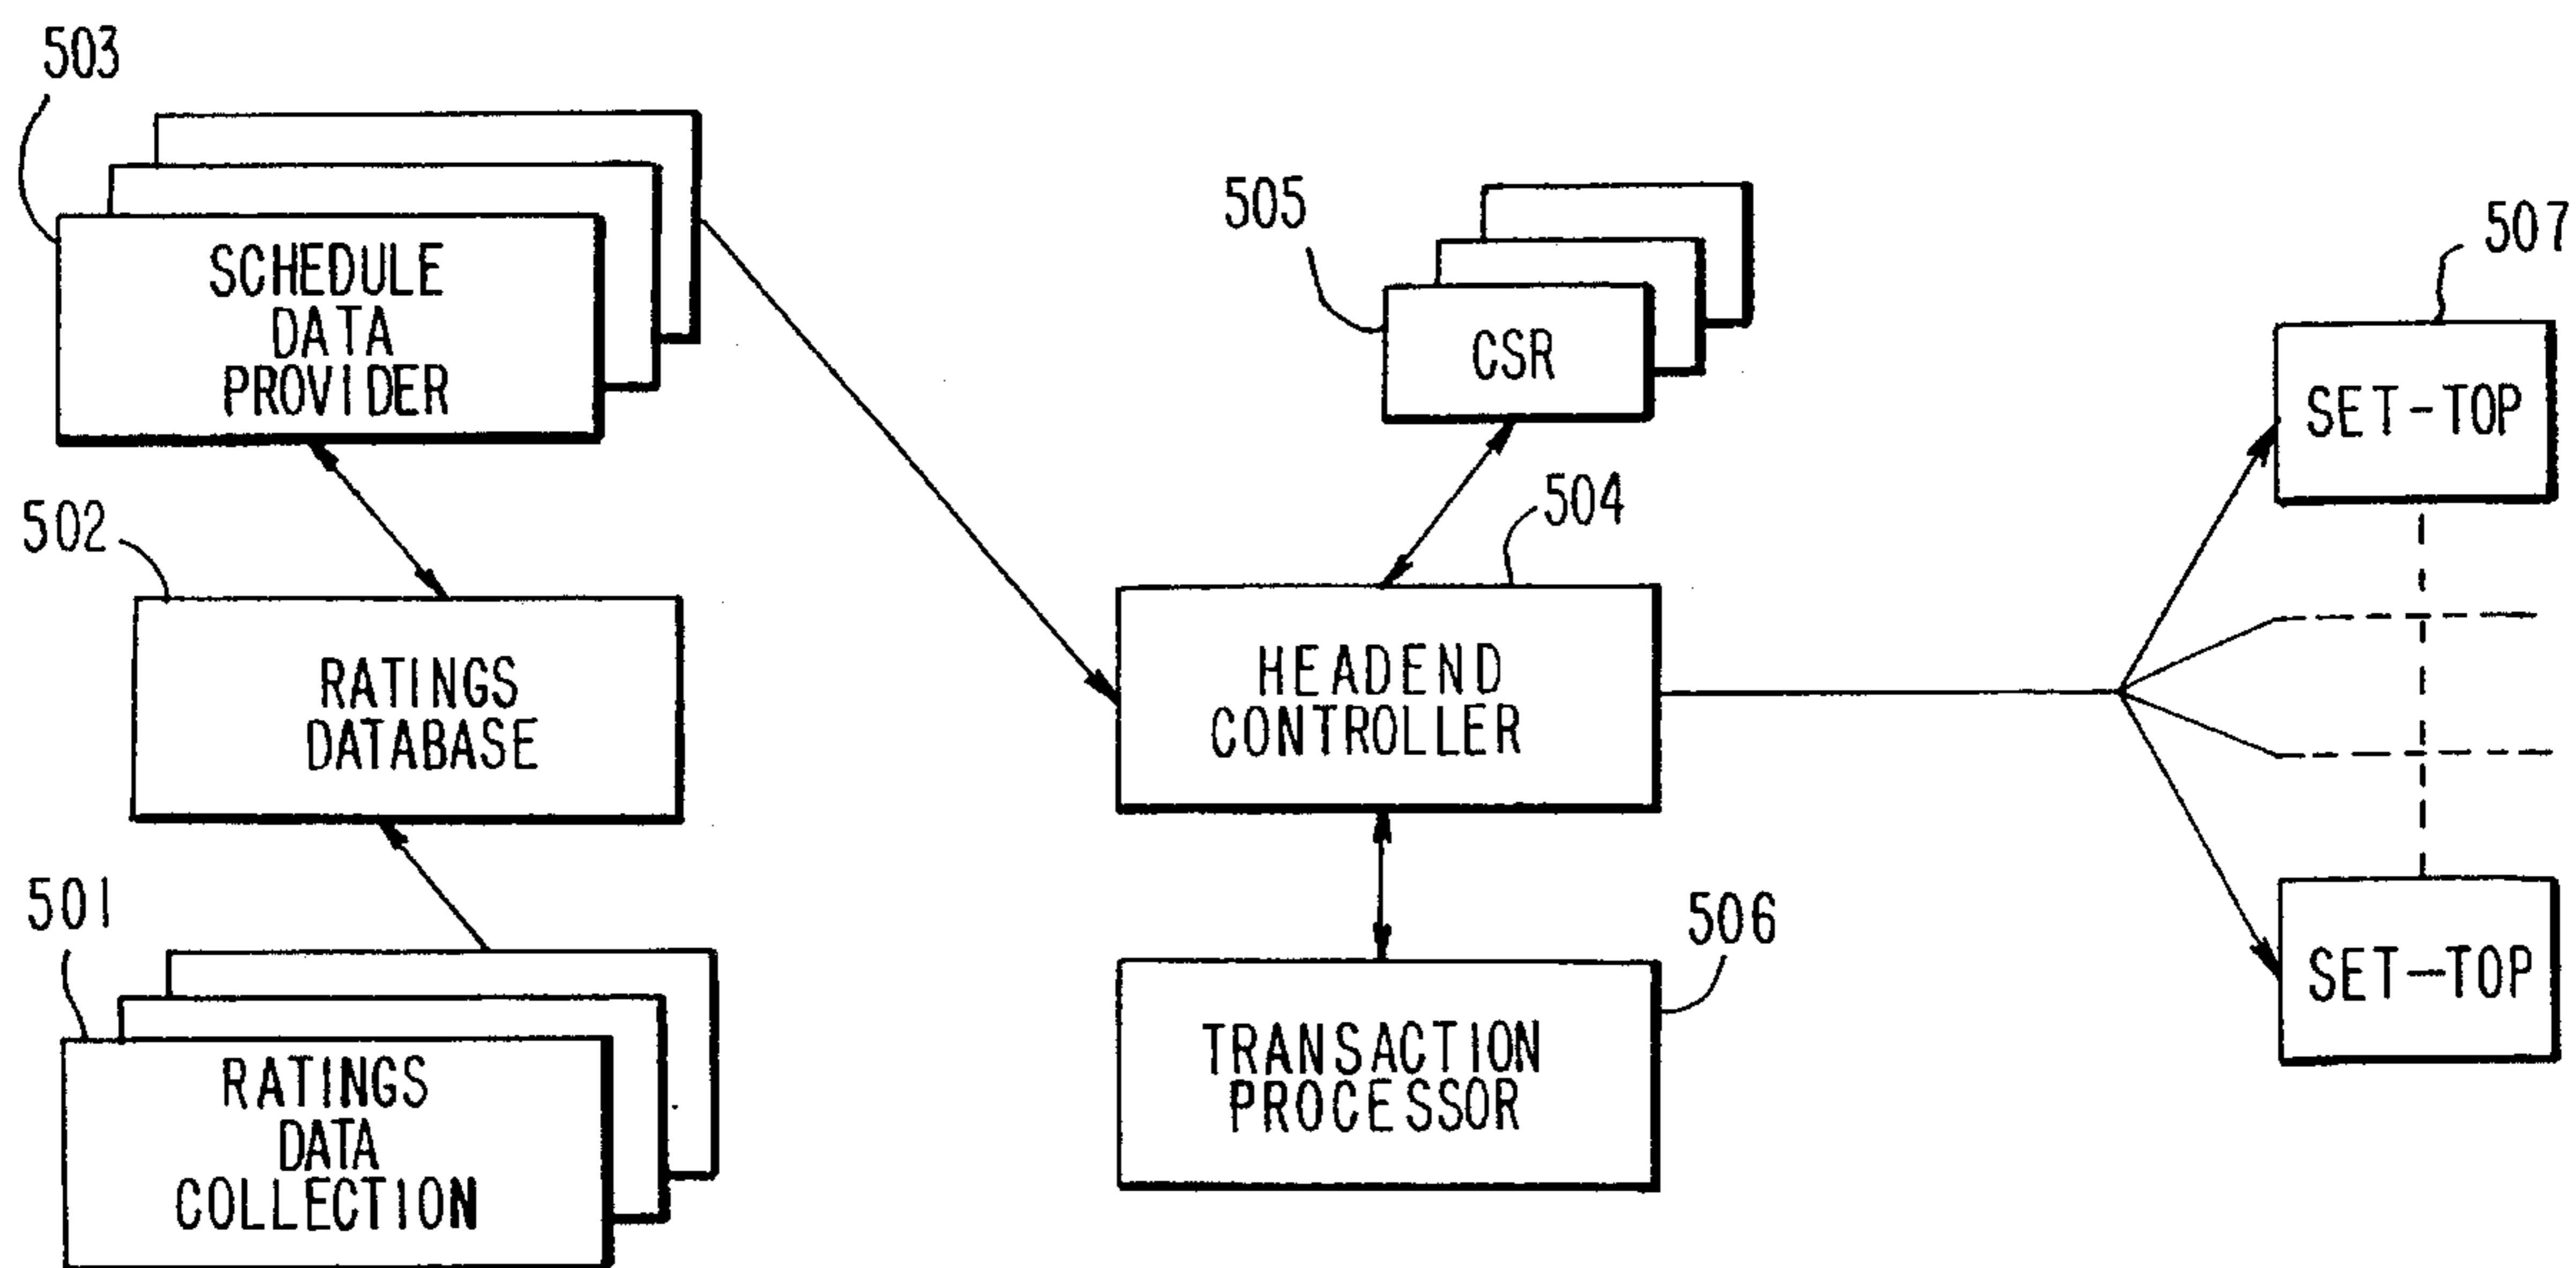 503
SCHEDULE
DATA
PROVIDER
502
RATINGS
DATABASE
501
RATINGS
DATA
COLLECTION
505
CSR
504
HEADEND
CONTROLLER
506
TRANSACTION
PROCESSOR
507
SET-TOP
SET-TOP